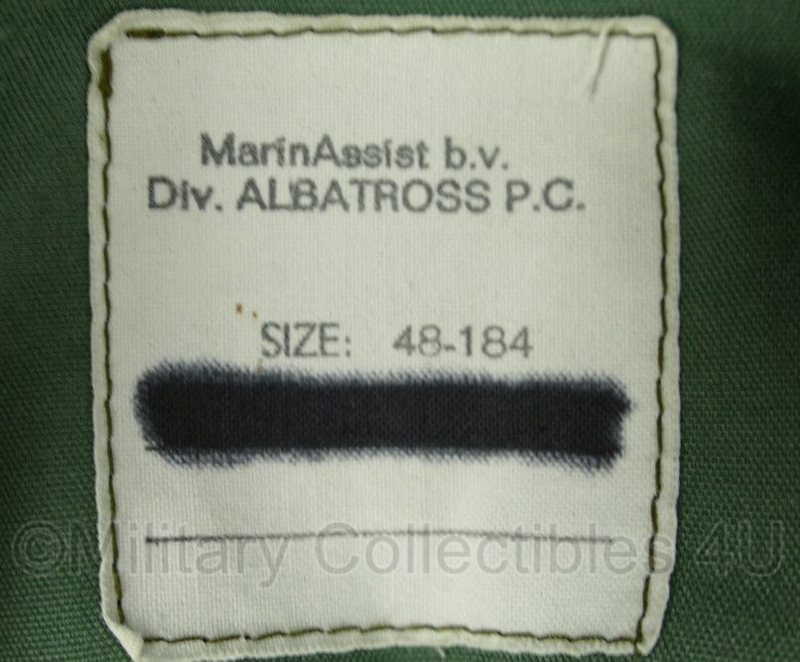 MarinAssist b.v.
Div. ALBATROSS P.C.
SIZE: 48-184
©Military Collectibles 4U